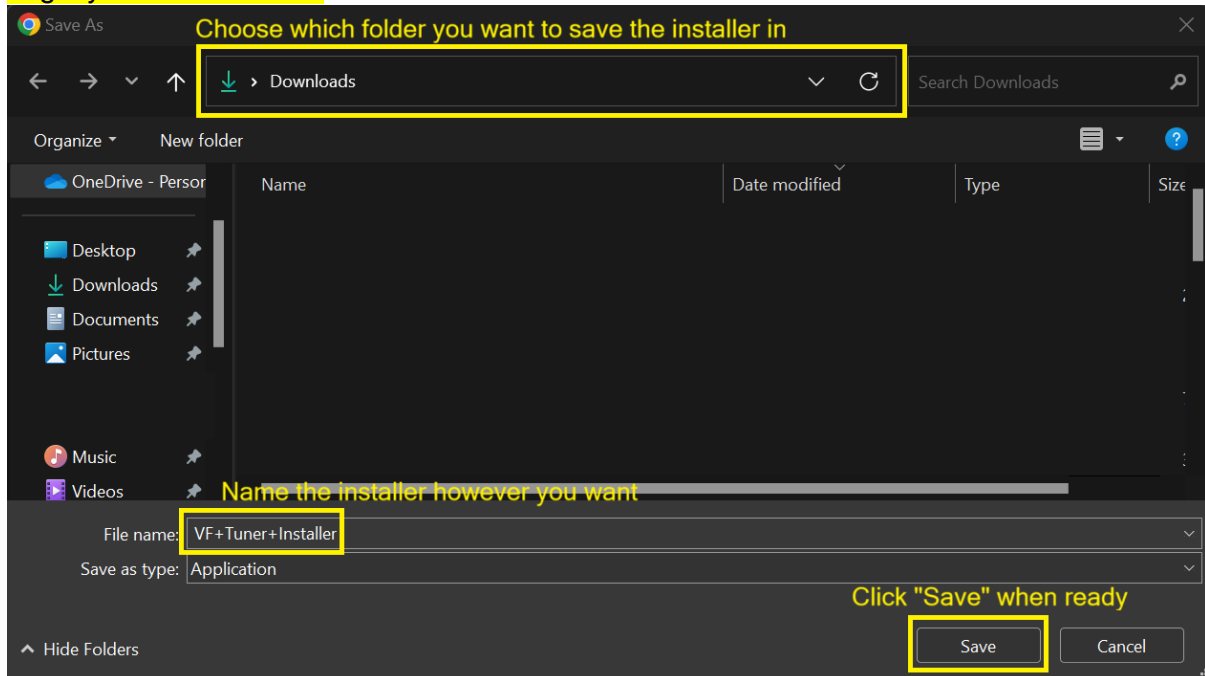 Save As
Choose which folder you want to save the installer in
Downloads
Search Downloads
Organize
New folder
OneDrive - Person
Name
Date modified
Type
Size
Desktop
Downloads
Documents
Pictures
Music
Videos
Name the installer however you want
File name: VF+Tuner+Installer
Save as type: Application
Click "Save" when ready
Hide Folders
Save
Cancel